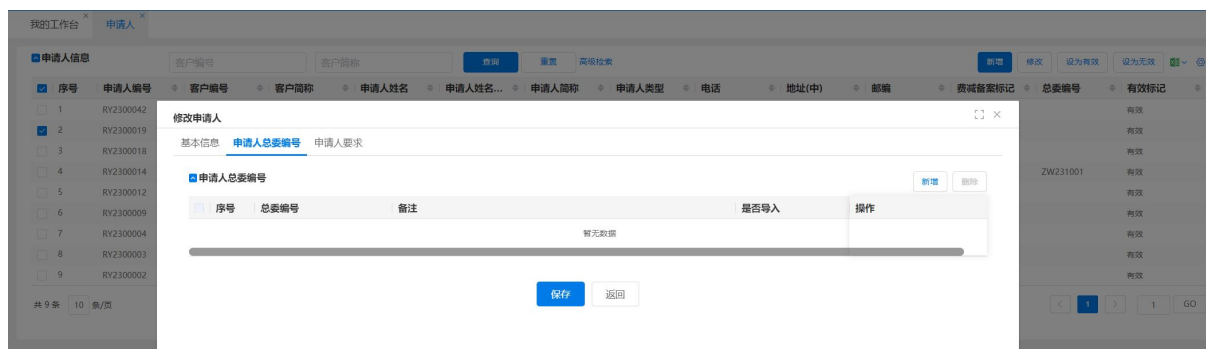 我的工作台 申请人
申请人信息 客户编号 客户简称 查询 重置 高级检索 新增 修改 设为有效 设为无效
序号 申请人编号 客户编号 客户简称 申请人姓名 申请人姓名... 申请人简称 申请人类型 电话 地址(中) 邮编 费减备案标记 总委编号 有效标记
1 RY2300042 有效
修改申请人
2 RY2300019 有效
基本信息 申请人总委编号 申请人要求
3 RY2300018 有效
4 RY2300014 ZW231001 有效
申请人总委编号 新增 删除
5 RY2300012 有效
序号 总委编号 备注 是否导入 操作
6 RY2300009 有效
暂无数据
7 RY2300004 有效
8 RY2300003 有效
9 RY2300002 有效
保存 返回
共 9 条 10 条/页 < 1 > 1 GO